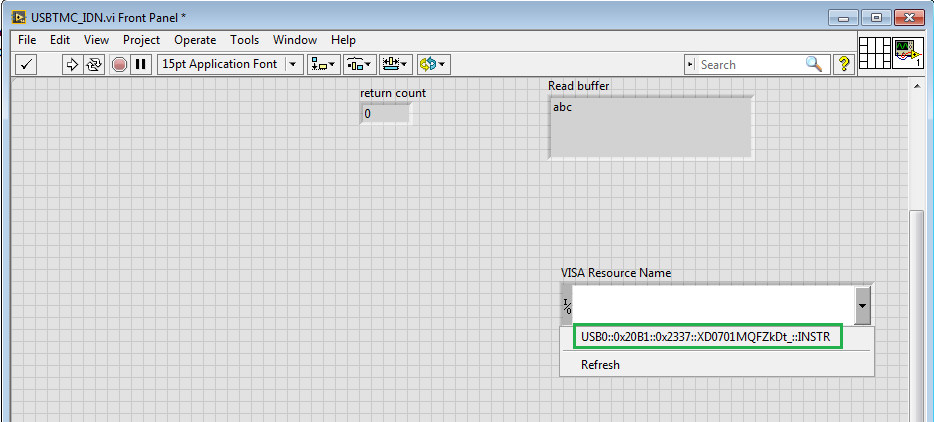 USBTMC_IDN.vi Front Panel *
File Edit View Project Operate Tools Window Help
15pt Application Font
Search
?
1
return count
0
Read buffer
abc
VISA Resource Name
I/O
USB0::0x20B1::0x2337::XD0701MQFZkDt_::INSTR
Refresh